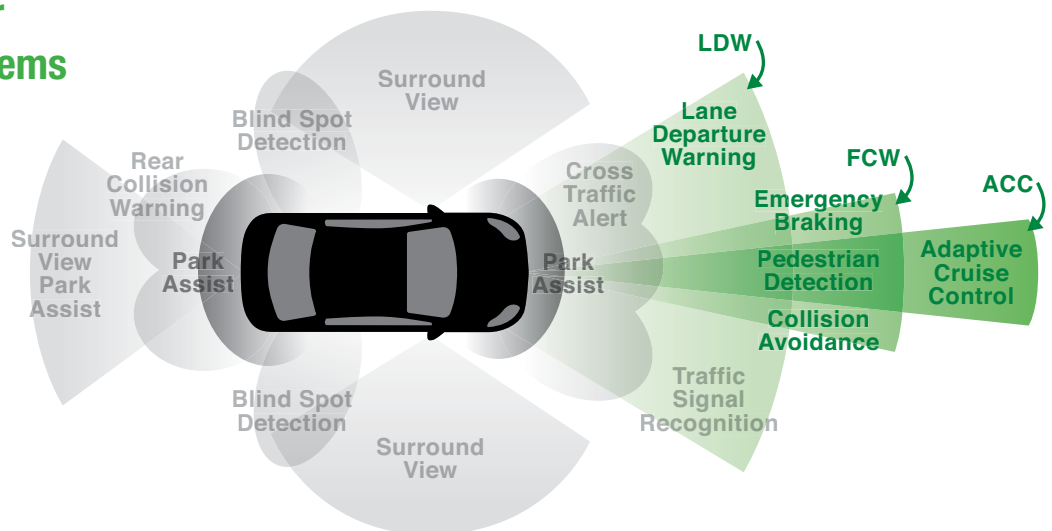 ems
LDW
Surround
View
Lane
Departure
Warning
Blind Spot
Detection
FCW
Rear
Collision
Warning
Cross
Traffic
Alert
ACC
Emergency
Braking
Surround
View
Park
Assist
Park
Assist
Park
Assist
Pedestrian
Detection
Adaptive
Cruise
Control
Collision
Avoidance
Blind Spot
Detection
Traffic
Signal
Recognition
Surround
View